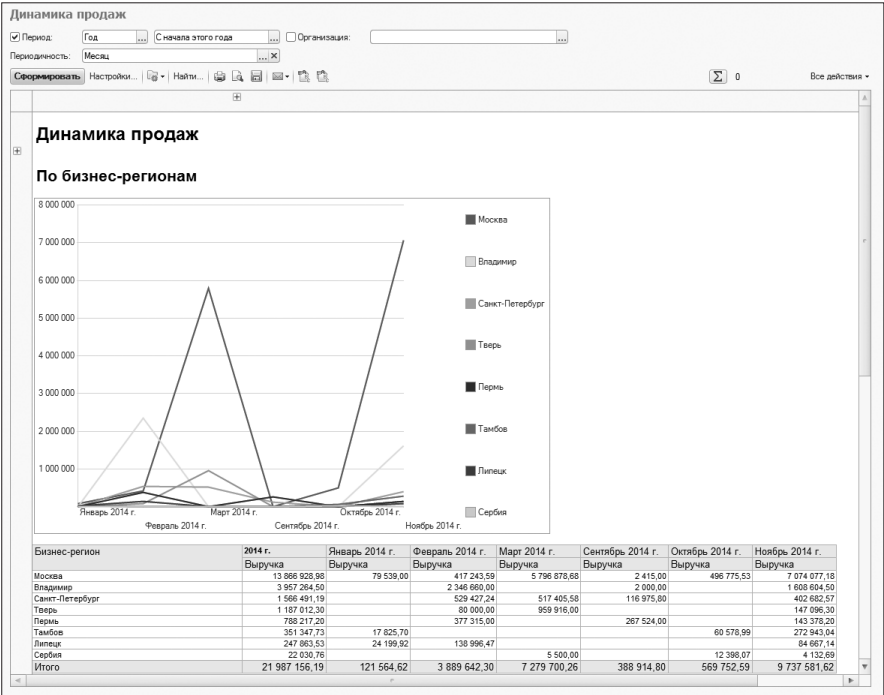 Динамика продаж
Период: Год ... С начала этого года ... Организация: ...
Периодичность: Месяц ... ×
Сформировать Настройки... Найти... Σ 0 Все действия
Динамика продаж
По бизнес-регионам
8 000 000
7 000 000
6 000 000
5 000 000
4 000 000
3 000 000
2 000 000
1 000 000
Январь 2014 г. Март 2014 г. Октябрь 2014 г.
Февраль 2014 г. Сентябрь 2014 г. Ноябрь 2014 г.
Москва
Владимир
Санкт-Петербург
Тверь
Пермь
Тамбов
Липецк
Сербия
Бизнес-регион 2014 г. Январь 2014 г. Февраль 2014 г. Март 2014 г. Сентябрь 2014 г. Октябрь 2014 г. Ноябрь 2014 г.
Выручка Выручка Выручка Выручка Выручка Выручка Выручка
Москва 13 866 928,98 79 539,00 417 243,59 5 796 878,68 2 415,00 496 775,53 7 074 077,18
Владимир 3 957 264,50 2 346 660,00 2 000,00 1 608 604,50
Санкт-Петербург 1 566 491,19 529 427,24 517 405,58 116 975,80 402 682,57
Тверь 1 187 012,30 80 000,00 959 916,00 147 096,30
Пермь 788 217,20 377 315,00 267 524,00 143 378,20
Тамбов 351 347,73 17 825,70 60 578,99 272 943,04
Липецк 247 863,53 24 199,92 138 996,47 84 667,14
Сербия 22 030,76 5 500,00 12 398,07 4 132,69
Итого 21 987 156,19 121 564,62 3 889 642,30 7 279 700,26 388 914,80 569 752,59 9 737 581,62